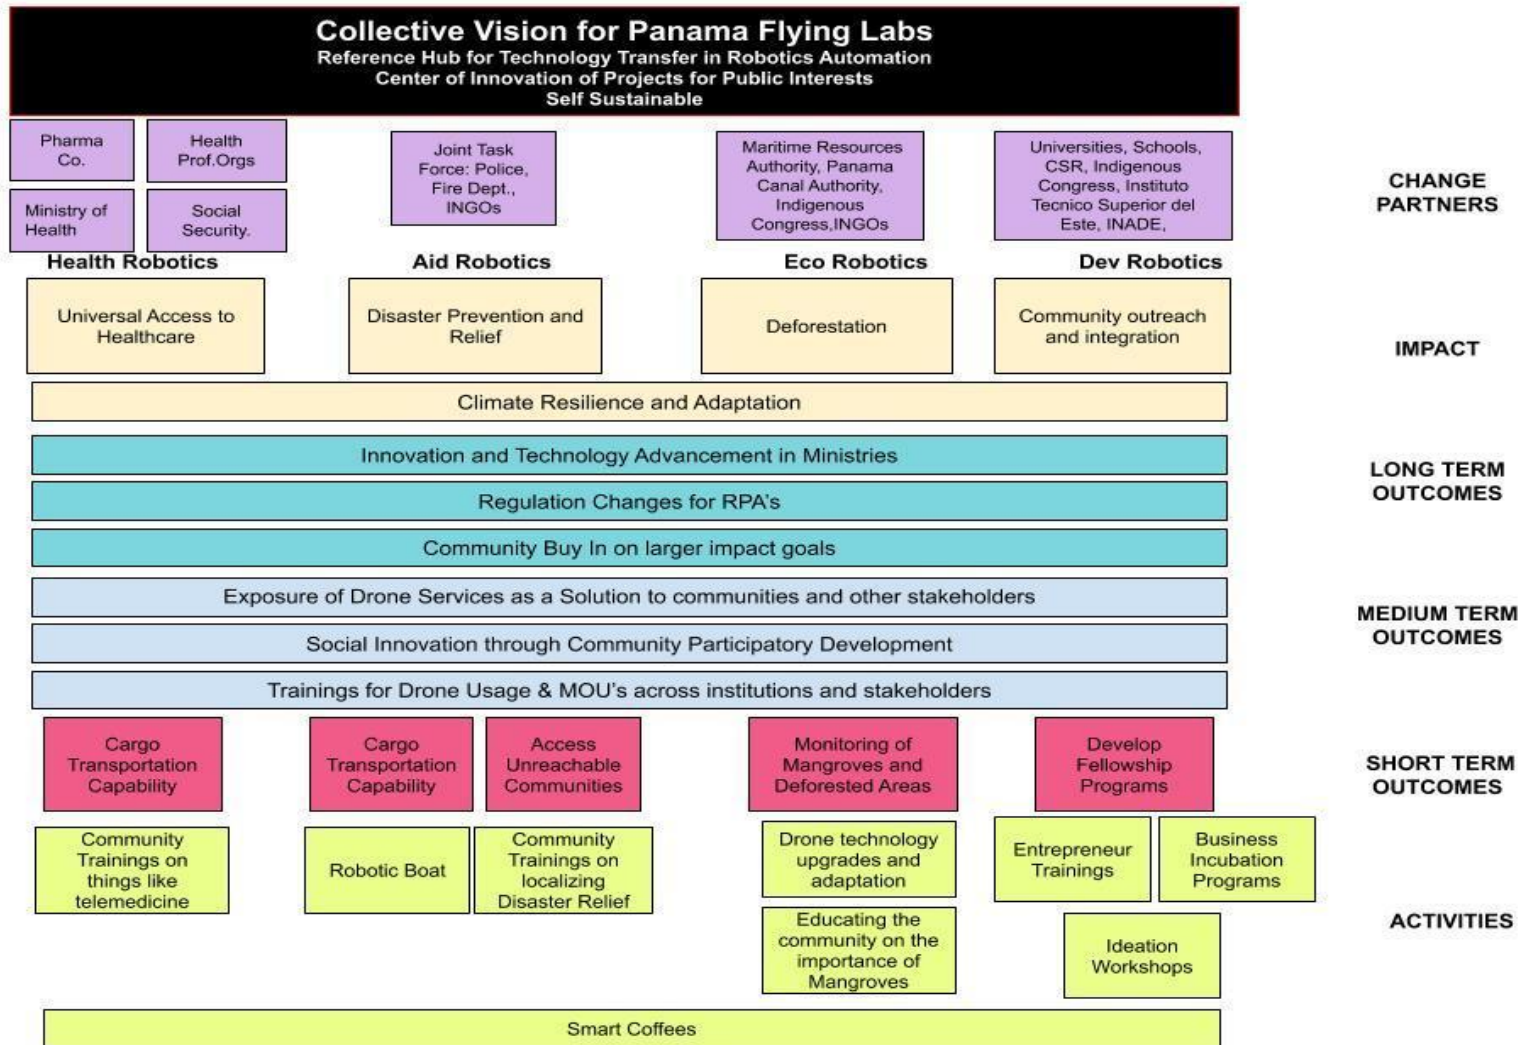 Collective Vision for Panama Flying Labs
Reference Hub for Technology Transfer in Robotics Automation
Center of Innovation of Projects for Public Interests
Self Sustainable
Pharma
Co.
Health
Prof.Orgs
Ministry of
Health
Social
Security.
Joint Task
Force: Police,
Fire Dept.,
INGOs
Maritime Resources
Authority, Panama
Canal Authority,
Indigenous
Congress,INGOs
Universities, Schools,
CSR, Indigenous
Congress, Instituto
Tecnico Superior del
Este, INADE,
CHANGE
PARTNERS
Health Robotics
Aid Robotics
Eco Robotics
Dev Robotics
Universal Access to
Healthcare
Disaster Prevention and
Relief
Deforestation
Community outreach
and integration
IMPACT
Climate Resilience and Adaptation
Innovation and Technology Advancement in Ministries
Regulation Changes for RPA's
Community Buy In on larger impact goals
LONG TERM
OUTCOMES
Exposure of Drone Services as a Solution to communities and other stakeholders
Social Innovation through Community Participatory Development
Trainings for Drone Usage & MOU's across institutions and stakeholders
MEDIUM TERM
OUTCOMES
Cargo
Transportation
Capability
Cargo
Transportation
Capability
Access
Unreachable
Communities
Monitoring of
Mangroves and
Deforested Areas
Develop
Fellowship
Programs
SHORT TERM
OUTCOMES
Community
Trainings on
things like
telemedicine
Robotic Boat
Community
Trainings on
localizing
Disaster Relief
Drone technology
upgrades and
adaptation
Entrepreneur
Trainings
Business
Incubation
Programs
Educating the
community on the
importance of
Mangroves
Ideation
Workshops
ACTIVITIES
Smart Coffees